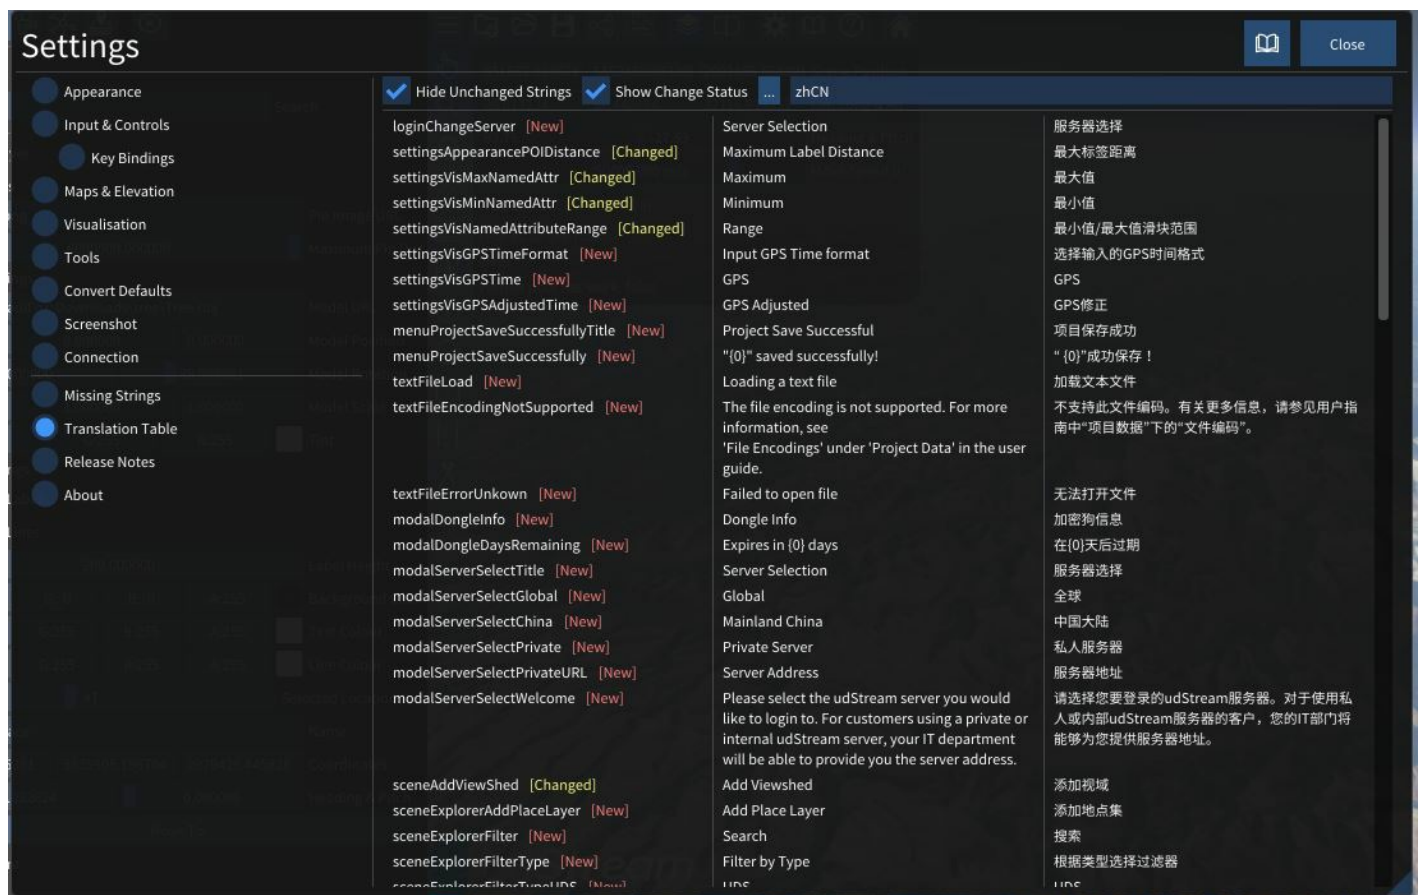 Settings
Close
Appearance
Input & Controls
Key Bindings
Maps & Elevation
Visualisation
Tools
Convert Defaults
Screenshot
Connection
Missing Strings
Translation Table
Release Notes
About
Hide Unchanged Strings Show Change Status ... zhCN
loginChangeServer [New] Server Selection 服务器选择
settingsAppearancePOIDistance [Changed] Maximum Label Distance 最大标签距离
settingsVisMaxNamedAttr [Changed] Maximum 最大值
settingsVisMinNamedAttr [Changed] Minimum 最小值
settingsVisNamedAttributeRange [Changed] Range 最小值/最大值滑块范围
settingsVisGPSTimeFormat [New] Input GPS Time format 选择输入的GPS时间格式
settingsVisGPSTime [New] GPS GPS
settingsVisGPSAdjustedTime [New] GPS Adjusted GPS修正
menuProjectSaveSuccessfullyTitle [New] Project Save Successful 项目保存成功
menuProjectSaveSuccessfully [New] "{0}" saved successfully! “ {0}”成功保存！
textFileLoad [New] Loading a text file 加载文本文件
textFileEncodingNotSupported [New] The file encoding is not supported. For more 不支持此文件编码。有关更多信息，请参见用户指
information, see 南中“项目数据”下的“文件编码”。
'File Encodings' under 'Project Data' in the user
guide.
textFileErrorUnkown [New] Failed to open file 无法打开文件
modalDongleInfo [New] Dongle Info 加密狗信息
modalDongleDaysRemaining [New] Expires in {0} days 在{0}天后过期
modelServerSelectTitle [New] Server Selection 服务器选择
modelServerSelectGlobal [New] Global 全球
modelServerSelectChina [New] Mainland China 中国大陆
modelServerSelectPrivate [New] Private Server 私人服务器
modelServerSelectPrivateURL [New] Server Address 服务器地址
modalServerSelectWelcome [New] Please select the udStream server you would 请选择您要登录的udStream服务器。对于使用私
like to login to. For customers using a private or 人或内部udStream服务器的客户，您的IT部门将
internal udStream server, your IT department 能够为您提供服务器地址。
will be able to provide you the server address.
sceneAddViewShed [Changed] Add Viewshed 添加视域
sceneExplorerAddPlaceLayer [New] Add Place Layer 添加地点集
sceneExplorerFilter [New] Search 搜索
sceneExplorerFilterType [New] Filter by Type 根据类型选择过滤器
sceneExplorerFilterTypeUDS [New] UDS UDS